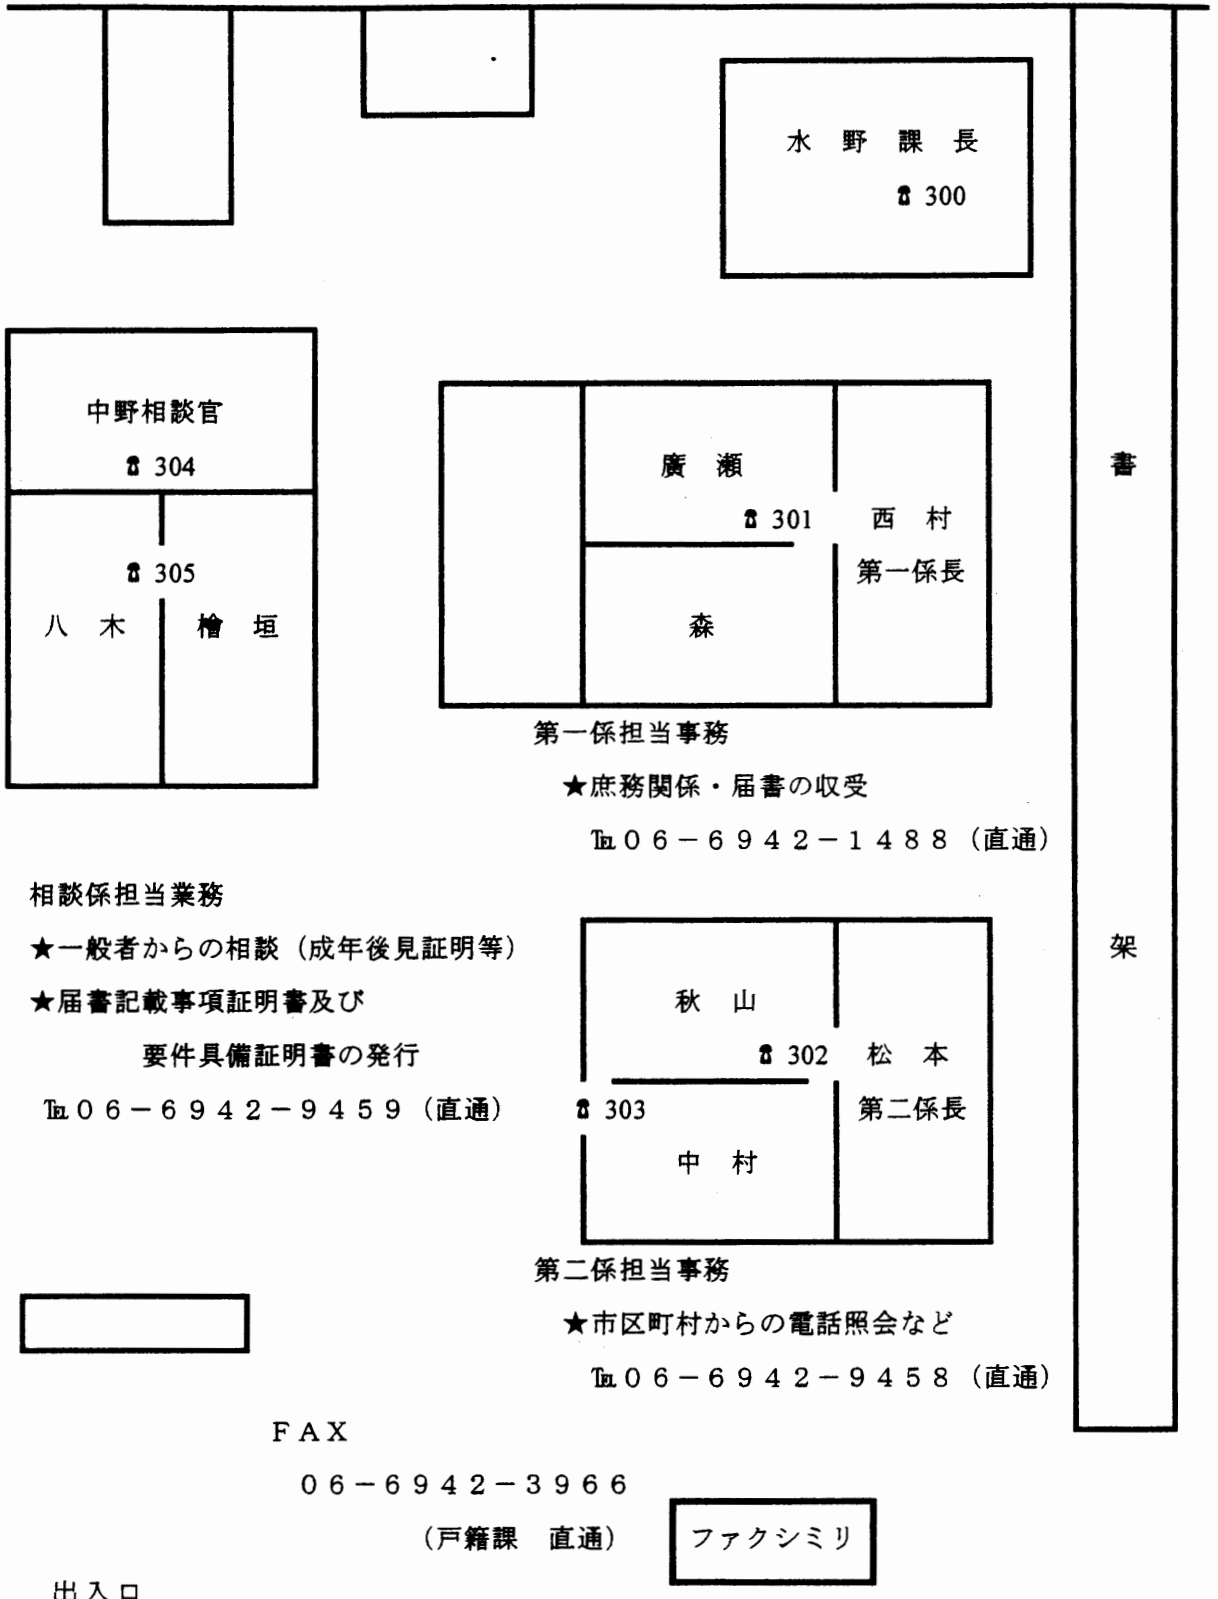 水　野　課　長
☎ 300
中野相談官
☎ 304
☎ 305
八　木
檜　垣
廣　瀬
☎ 301
森
西　村
第一係長
書
架
第一係担当事務
★庶務関係・届書の収受
℡０６－６９４２－１４８８（直通）
相談係担当業務
★一般者からの相談（成年後見証明等）
★届書記載事項証明書及び
要件具備証明書の発行
℡０６－６９４２－９４５９（直通）
秋　山
☎ 302
松　本
第二係長
☎ 303
中　村
第二係担当事務
★市区町村からの電話照会など
℡０６－６９４２－９４５８（直通）
ＦＡＸ
０６－６９４２－３９６６
（戸籍課　直通）
ファクシミリ
出入口